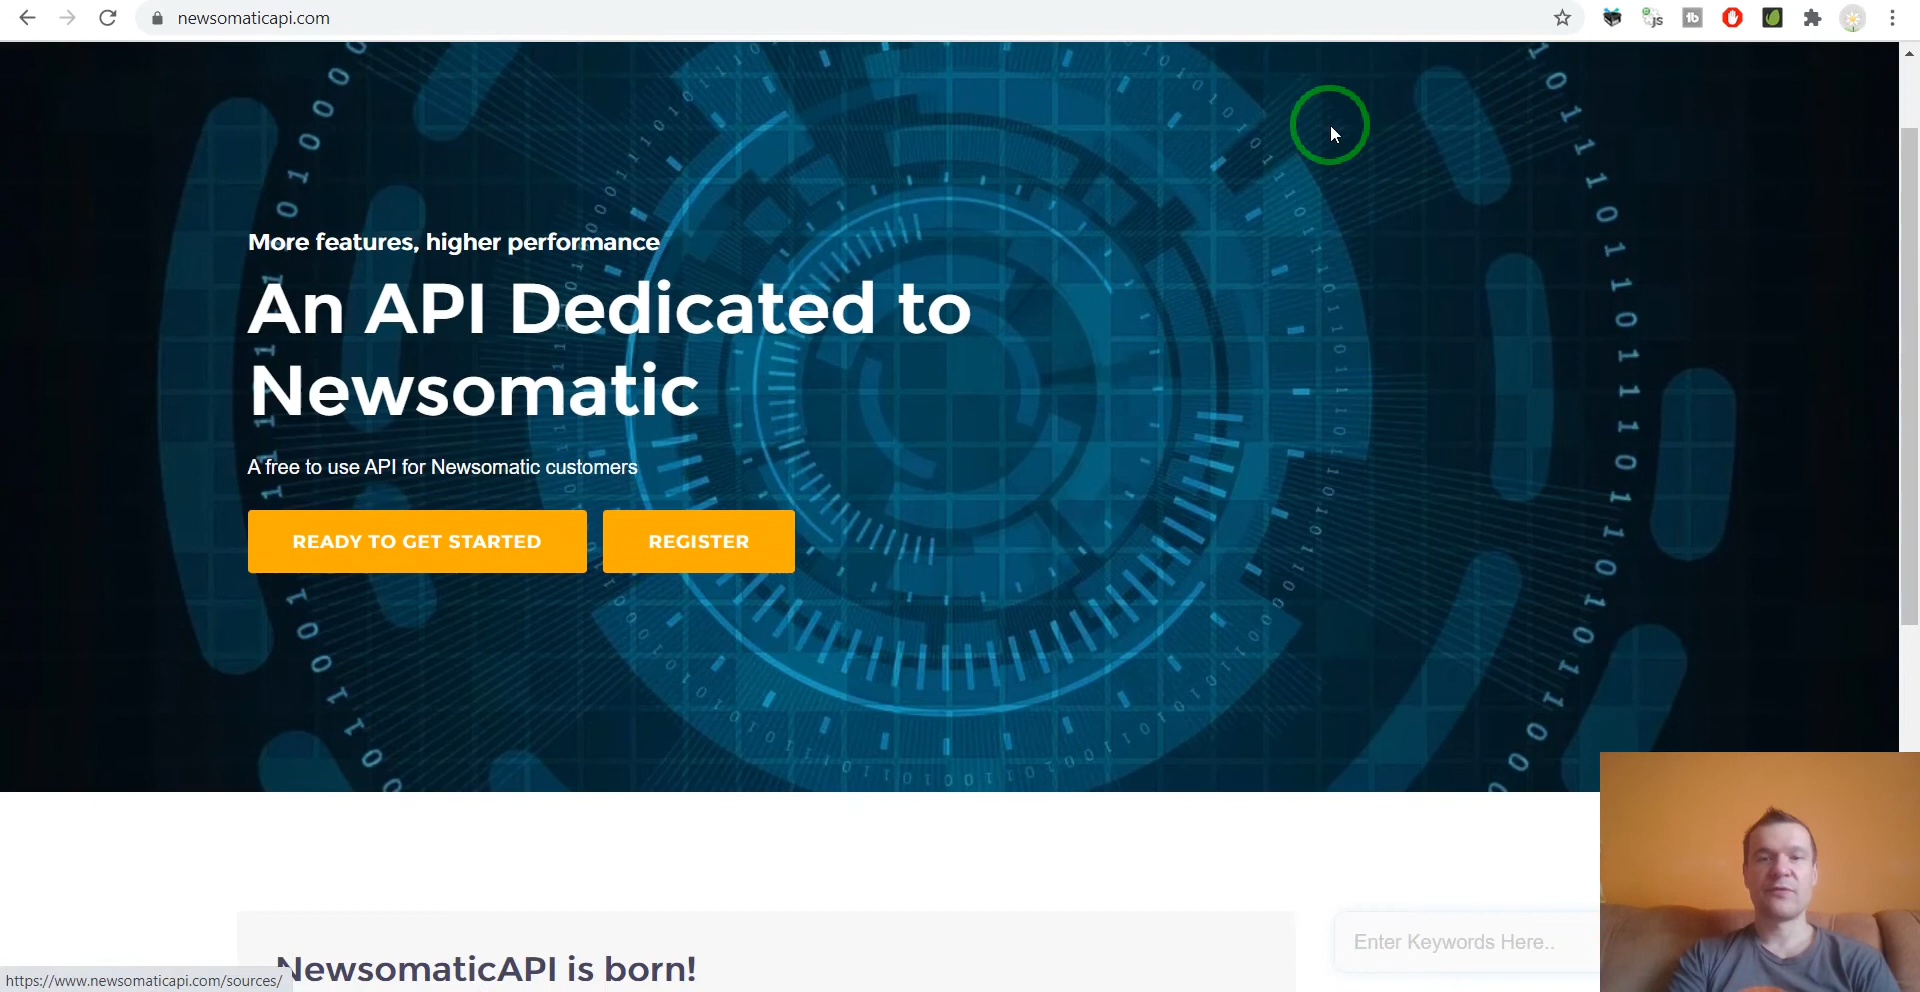 newsomaticapi.com
More features, higher performance
An API Dedicated to
Newsomatic
A free to use API for Newsomatic customers
READY TO GET STARTED
REGISTER
NewsomaticAPI is born!
Enter Keywords Here..
https://www.newsomaticapi.com/sources/